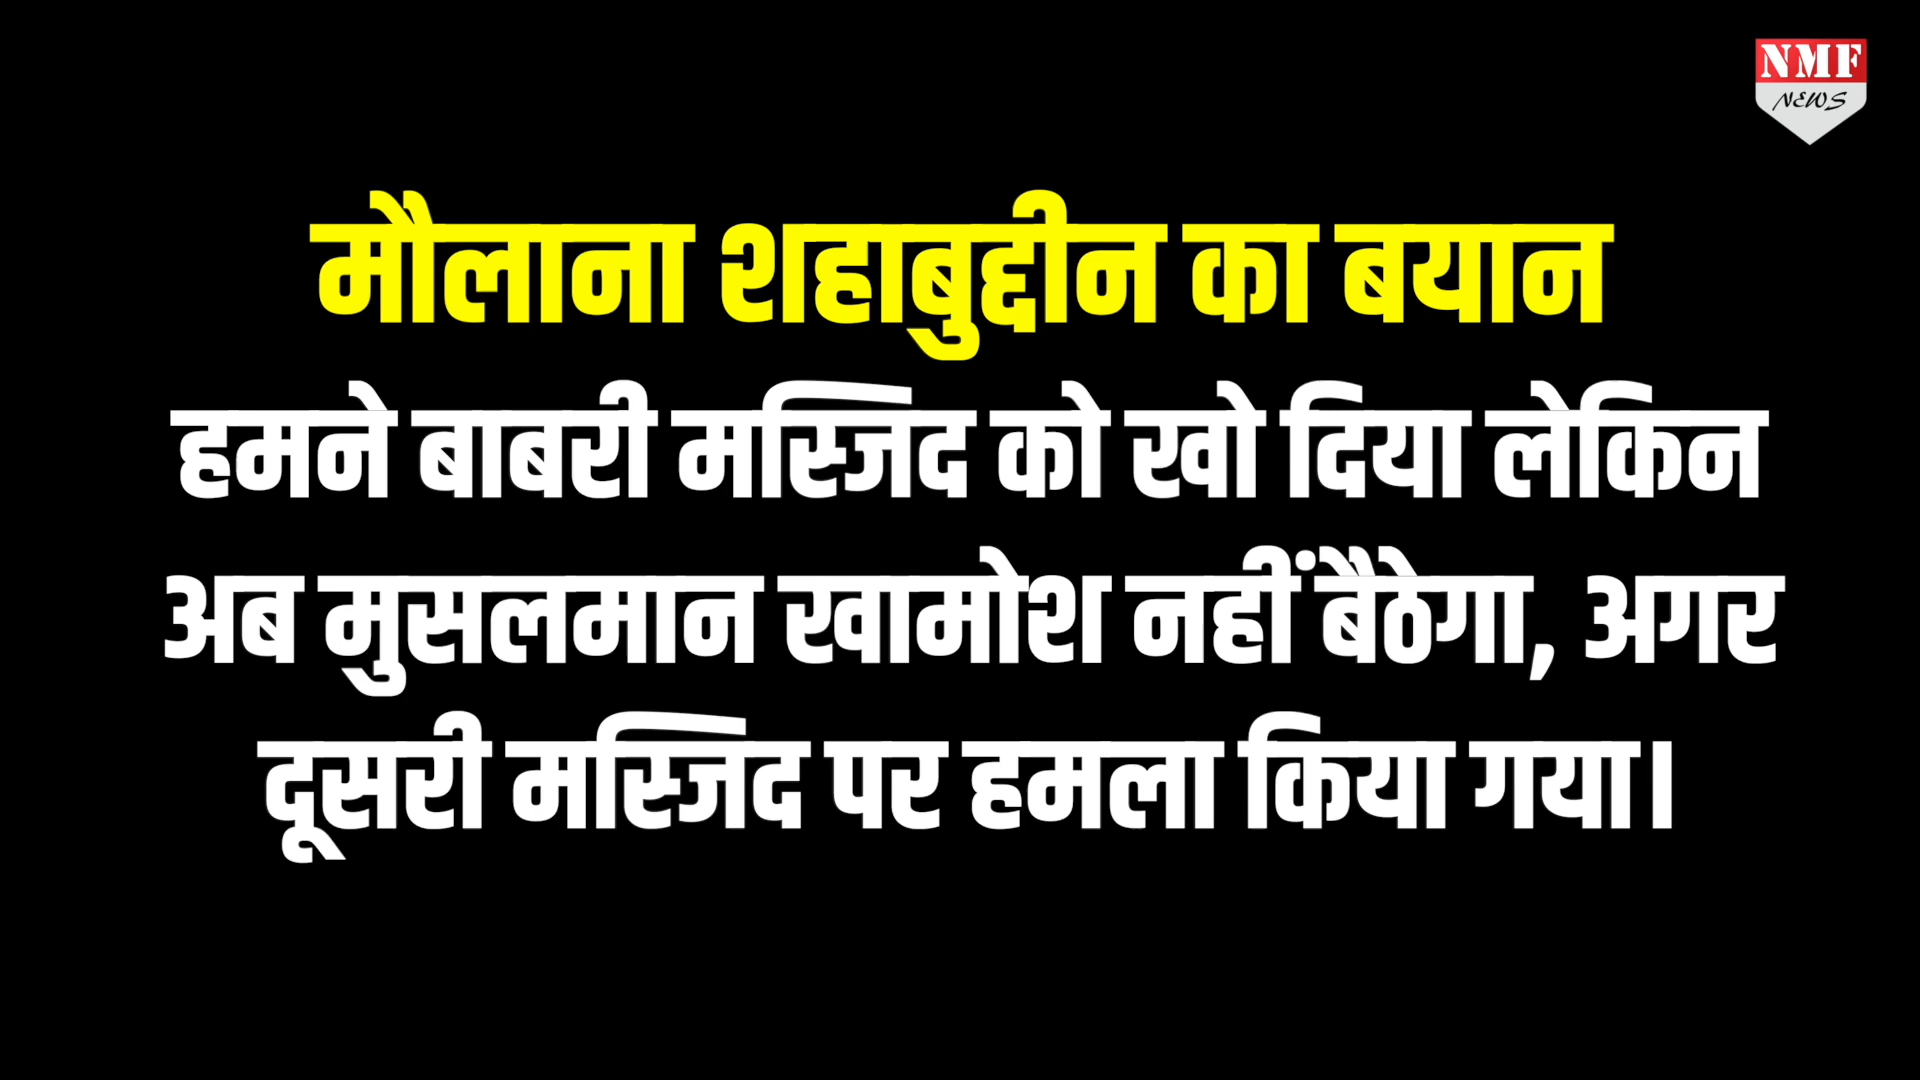 NMF
NEWS
मौलाना शहाबुद्दीन का बयान
हमने बाबरी मस्जिद को खो दिया लेकिन
अब मुसलमान खामोश नहीं बैठेगा, अगर
दूसरी मस्जिद पर हमला किया गया।